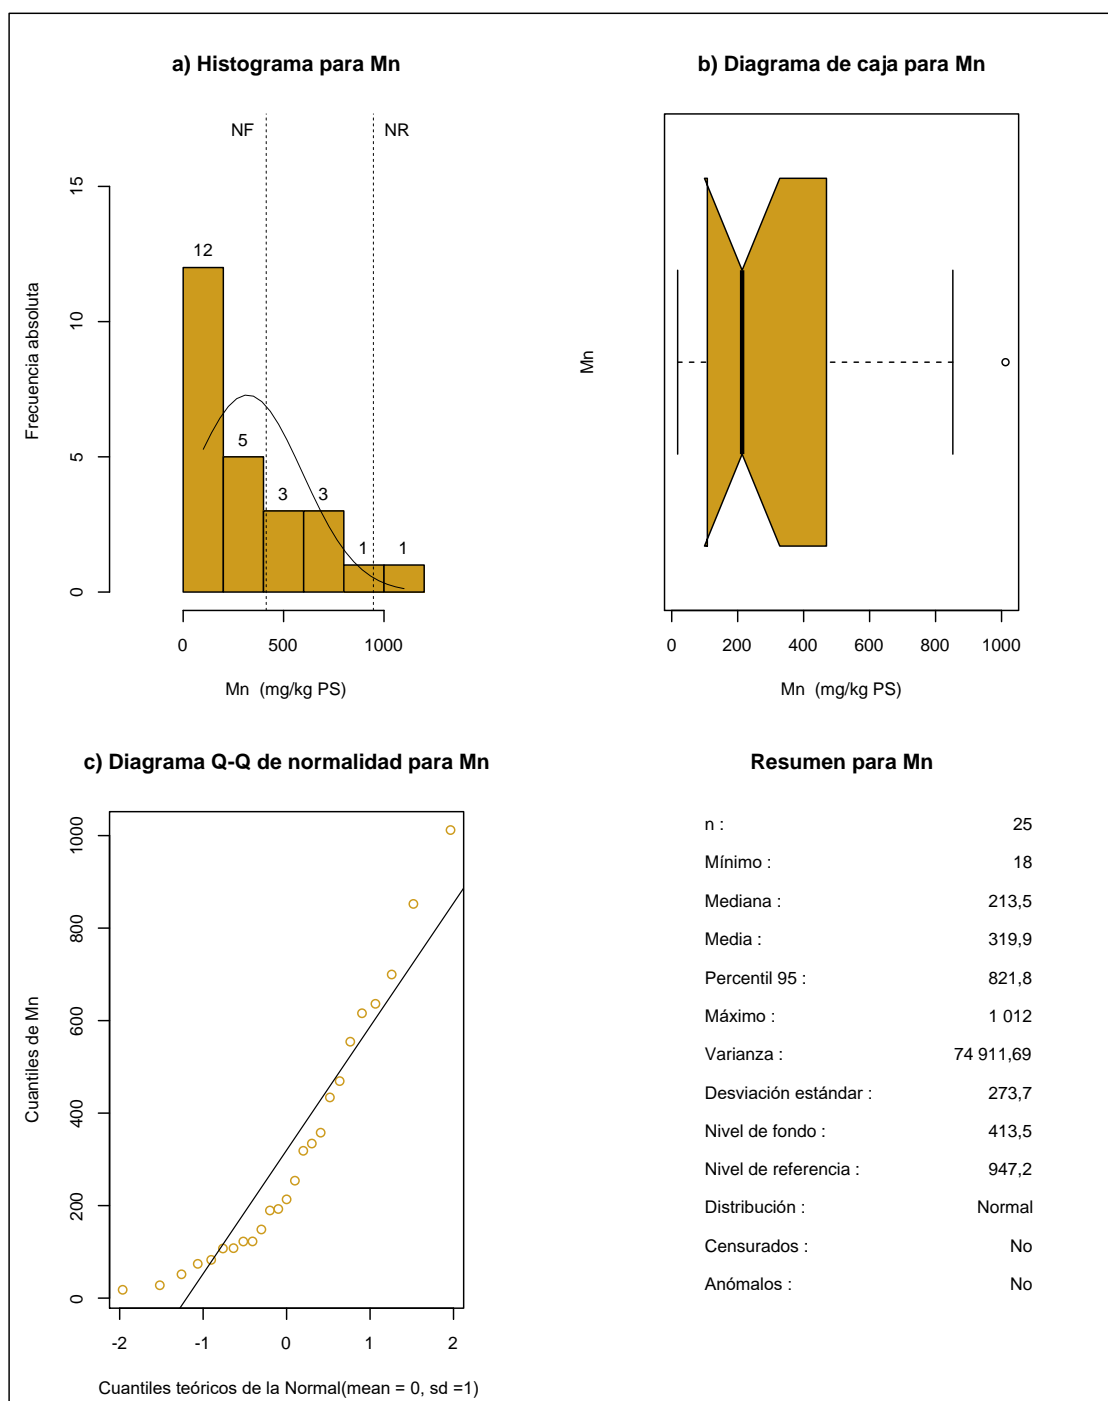 a) Histograma para Mn
NF
NR
Frecuencia absoluta
15
10
5
0
12
5
3
3
1
1
0
500
1000
Mn  (mg/kg PS)
b) Diagrama de caja para Mn
Mn
0
200
400
600
800
1000
Mn  (mg/kg PS)
c) Diagrama Q-Q de normalidad para Mn
Cuantiles de Mn
1000
800
600
400
200
0
-2
-1
0
1
2
Cuantiles teóricos de la Normal(mean = 0, sd =1)
Resumen para Mn
n : 25
Mínimo : 18
Mediana : 213,5
Media : 319,9
Percentil 95 : 821,8
Máximo : 1 012
Varianza : 74 911,69
Desviación estándar : 273,7
Nivel de fondo : 413,5
Nivel de referencia : 947,2
Distribución : Normal
Censurados : No
Anómalos : No